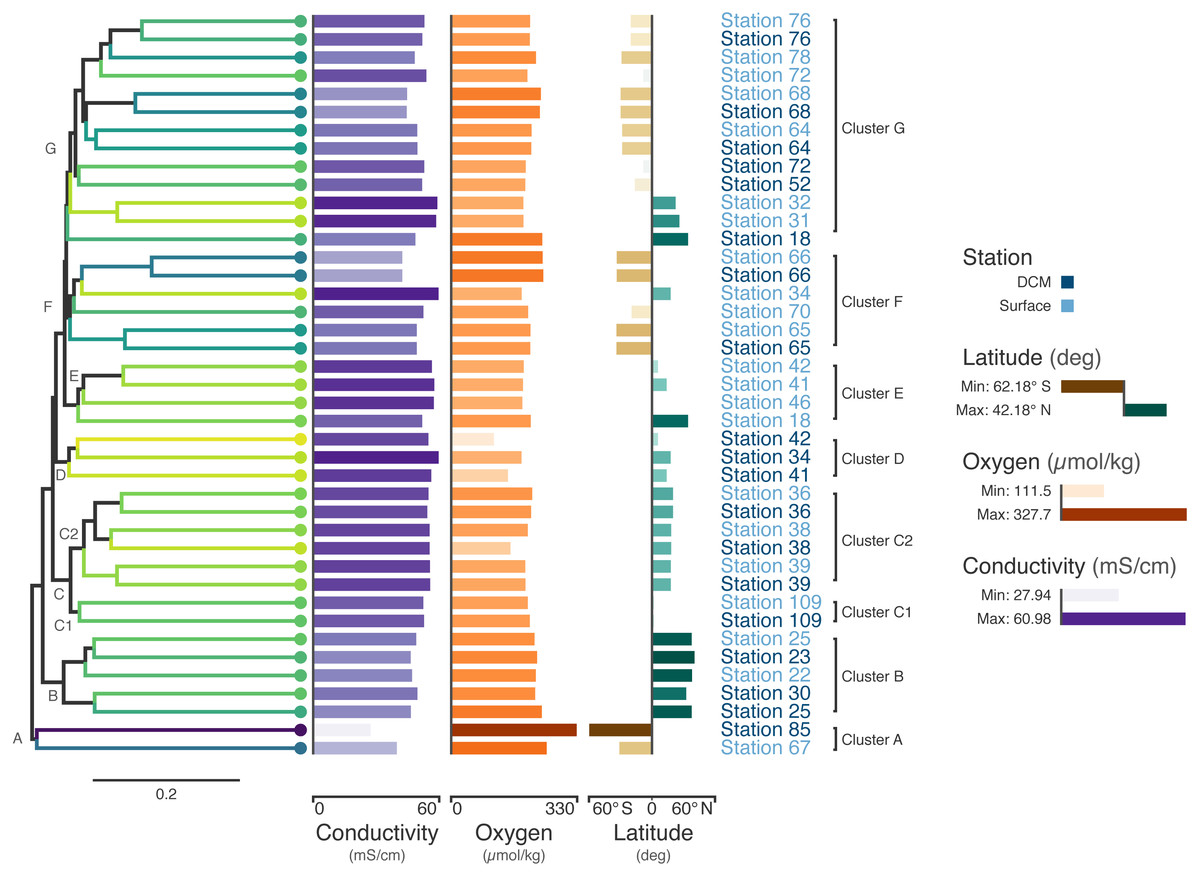 Station 76
Station 76
Station 78
Station 72
Station 68
Station 68
Station 64
Station 64
Station 72
Station 52
Station 32
Station 31
Station 18
Station 66
Station 66
Station 34
Station 70
Station 65
Station 65
Station 42
Station 41
Station 46
Station 18
Station 42
Station 34
Station 41
Station 36
Station 36
Station 38
Station 38
Station 39
Station 39
Station 109
Station 109
Station 25
Station 23
Station 22
Station 30
Station 25
Station 85
Station 67
G
F
E
D
C2
C
C1
B
A
Cluster G
Cluster F
Cluster E
Cluster D
Cluster C2
Cluster C1
Cluster B
Cluster A
Station
DCM
Surface
Latitude (deg)
Min: 62.18° S
Max: 42.18° N
Oxygen (µmol/kg)
Min: 111.5
Max: 327.7
Conductivity (mS/cm)
Min: 27.94
Max: 60.98
0.2
0 60
Conductivity
(mS/cm)
0 330
Oxygen
(µmol/kg)
60° S 0 60° N
Latitude
(deg)